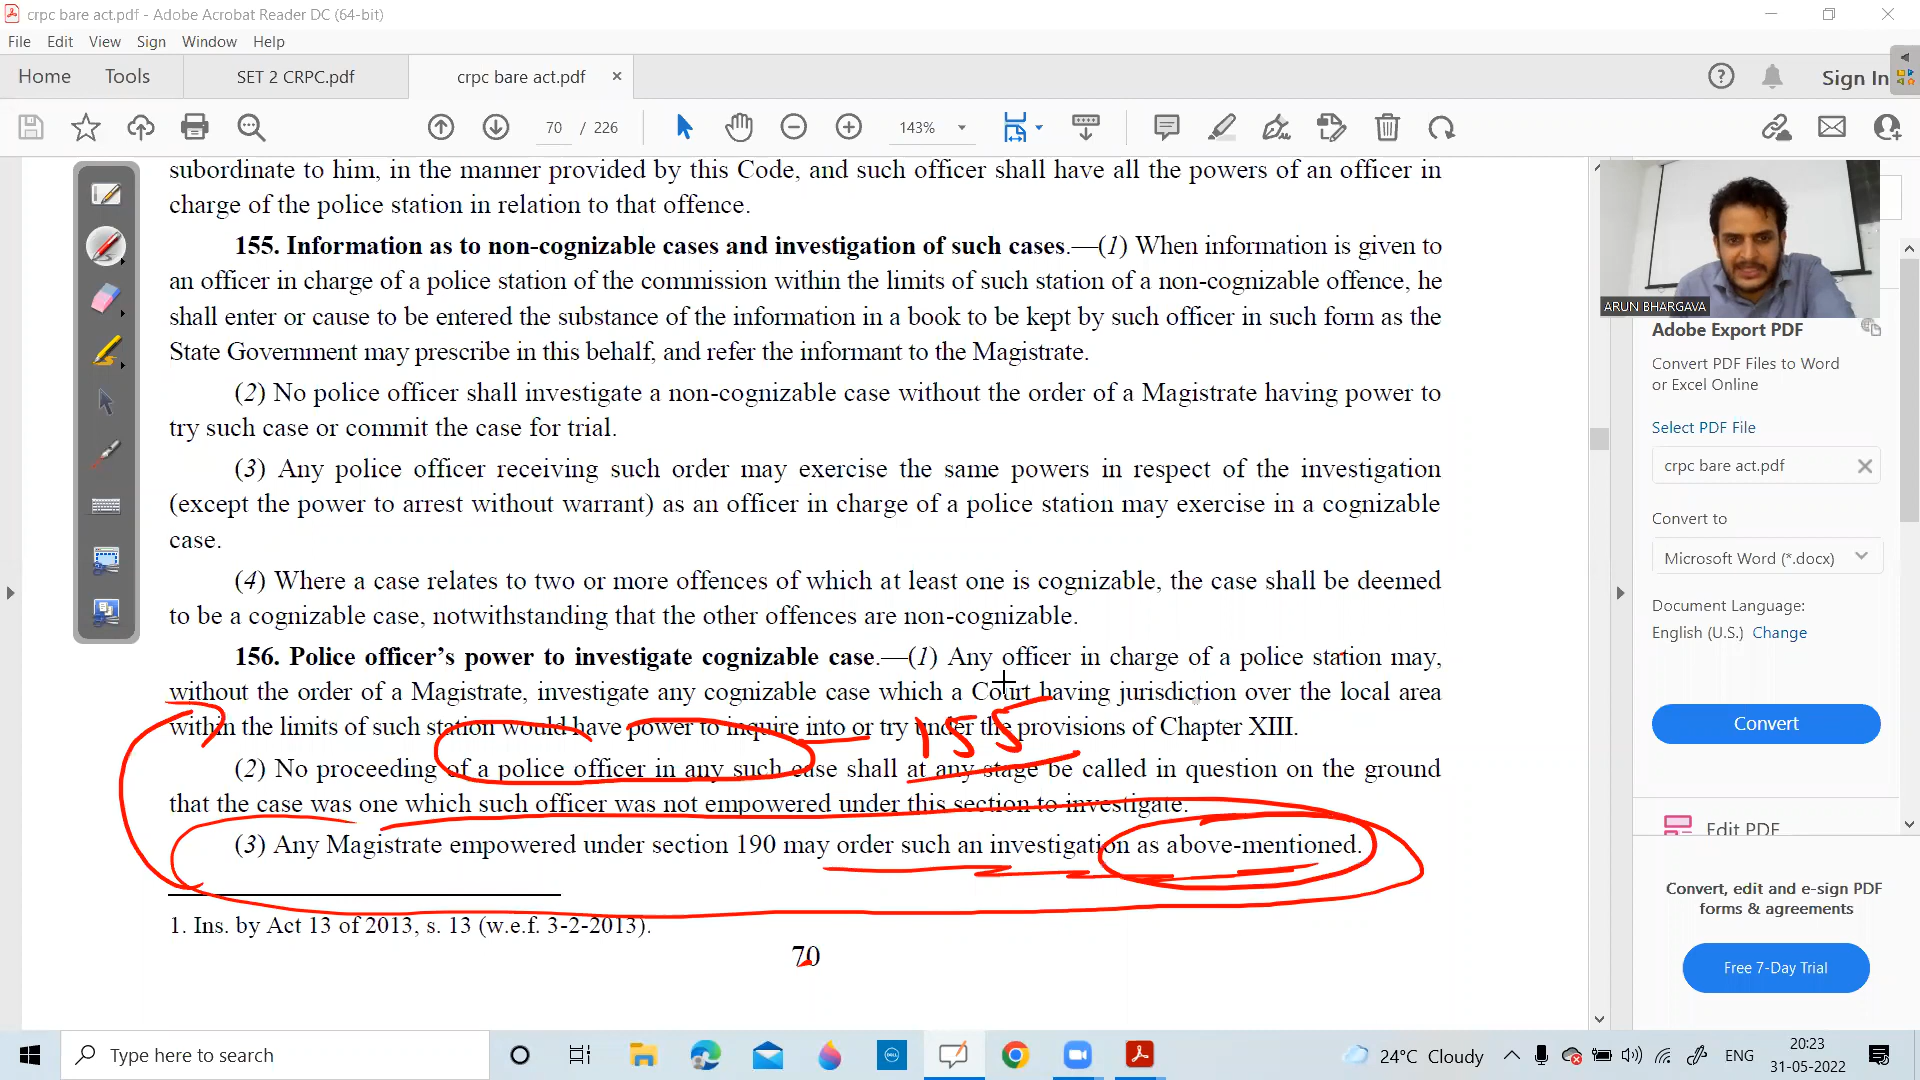 crpc bare act.pdf - Adobe Acrobat Reader DC (64-bit)
File Edit View Sign Window Help
Home Tools SET 2 CRPC.pdf crpc bare act.pdf × Sign In
70 / 226 143%
subordinate to him, in the manner provided by this Code, and such officer shall have all the powers of an officer in
charge of the police station in relation to that offence.
155. Information as to non-cognizable cases and investigation of such cases.—(1) When information is given to
an officer in charge of a police station of the commission within the limits of such station of a non-cognizable offence, he
shall enter or cause to be entered the substance of the information in a book to be kept by such officer in such form as the
State Government may prescribe in this behalf, and refer the informant to the Magistrate.
(2) No police officer shall investigate a non-cognizable case without the order of a Magistrate having power to
try such case or commit the case for trial.
(3) Any police officer receiving such order may exercise the same powers in respect of the investigation
(except the power to arrest without warrant) as an officer in charge of a police station may exercise in a cognizable
case.
(4) Where a case relates to two or more offences of which at least one is cognizable, the case shall be deemed
to be a cognizable case, notwithstanding that the other offences are non-cognizable.
156. Police officer's power to investigate cognizable case.—(1) Any officer in charge of a police station may,
without the order of a Magistrate, investigate any cognizable case which a Court having jurisdiction over the local area
within the limits of such station would have power to inquire into or try under the provisions of Chapter XIII.
155
(2) No proceeding of a police officer in any such case shall at any stage be called in question on the ground
that the case was one which such officer was not empowered under this section to investigate.
(3) Any Magistrate empowered under section 190 may order such an investigation as above-mentioned.
1. Ins. by Act 13 of 2013, s. 13 (w.e.f. 3-2-2013).
70
ARUN BHARGAVA
Adobe Export PDF
Convert PDF Files to Word
or Excel Online
Select PDF File
crpc bare act.pdf
Convert to
Microsoft Word (*.docx)
Document Language:
English (U.S.) Change
Convert
Edit PDF
Convert, edit and e-sign PDF
forms & agreements
Free 7-Day Trial
Type here to search
DELL
24°C Cloudy
ENG
20:23
31-05-2022